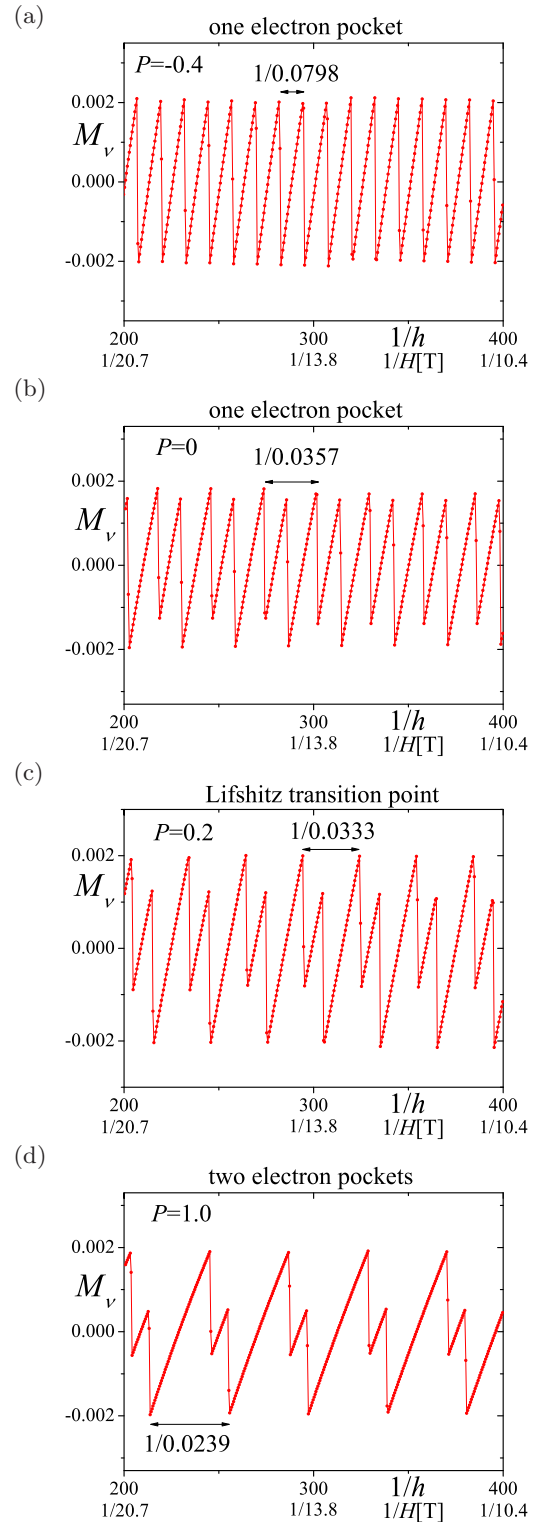 (a)
one electron pocket
P=-0.4
1/0.0798
0.002
Mν
0.000
-0.002
200 300 1/h 400
1/20.7 1/13.8 1/H[T] 1/10.4
(b)
one electron pocket
P=0
1/0.0357
0.002
Mν
0.000
-0.002
200 300 1/h 400
1/20.7 1/13.8 1/H[T] 1/10.4
(c)
Lifshitz transition point
P=0.2 1/0.0333
0.002
Mν
0.000
-0.002
200 300 1/h 400
1/20.7 1/13.8 1/H[T] 1/10.4
(d)
two electron pockets
P=1.0
0.002
Mν
0.000
-0.002
1/0.0239
200 300 1/h 400
1/20.7 1/13.8 1/H[T] 1/10.4